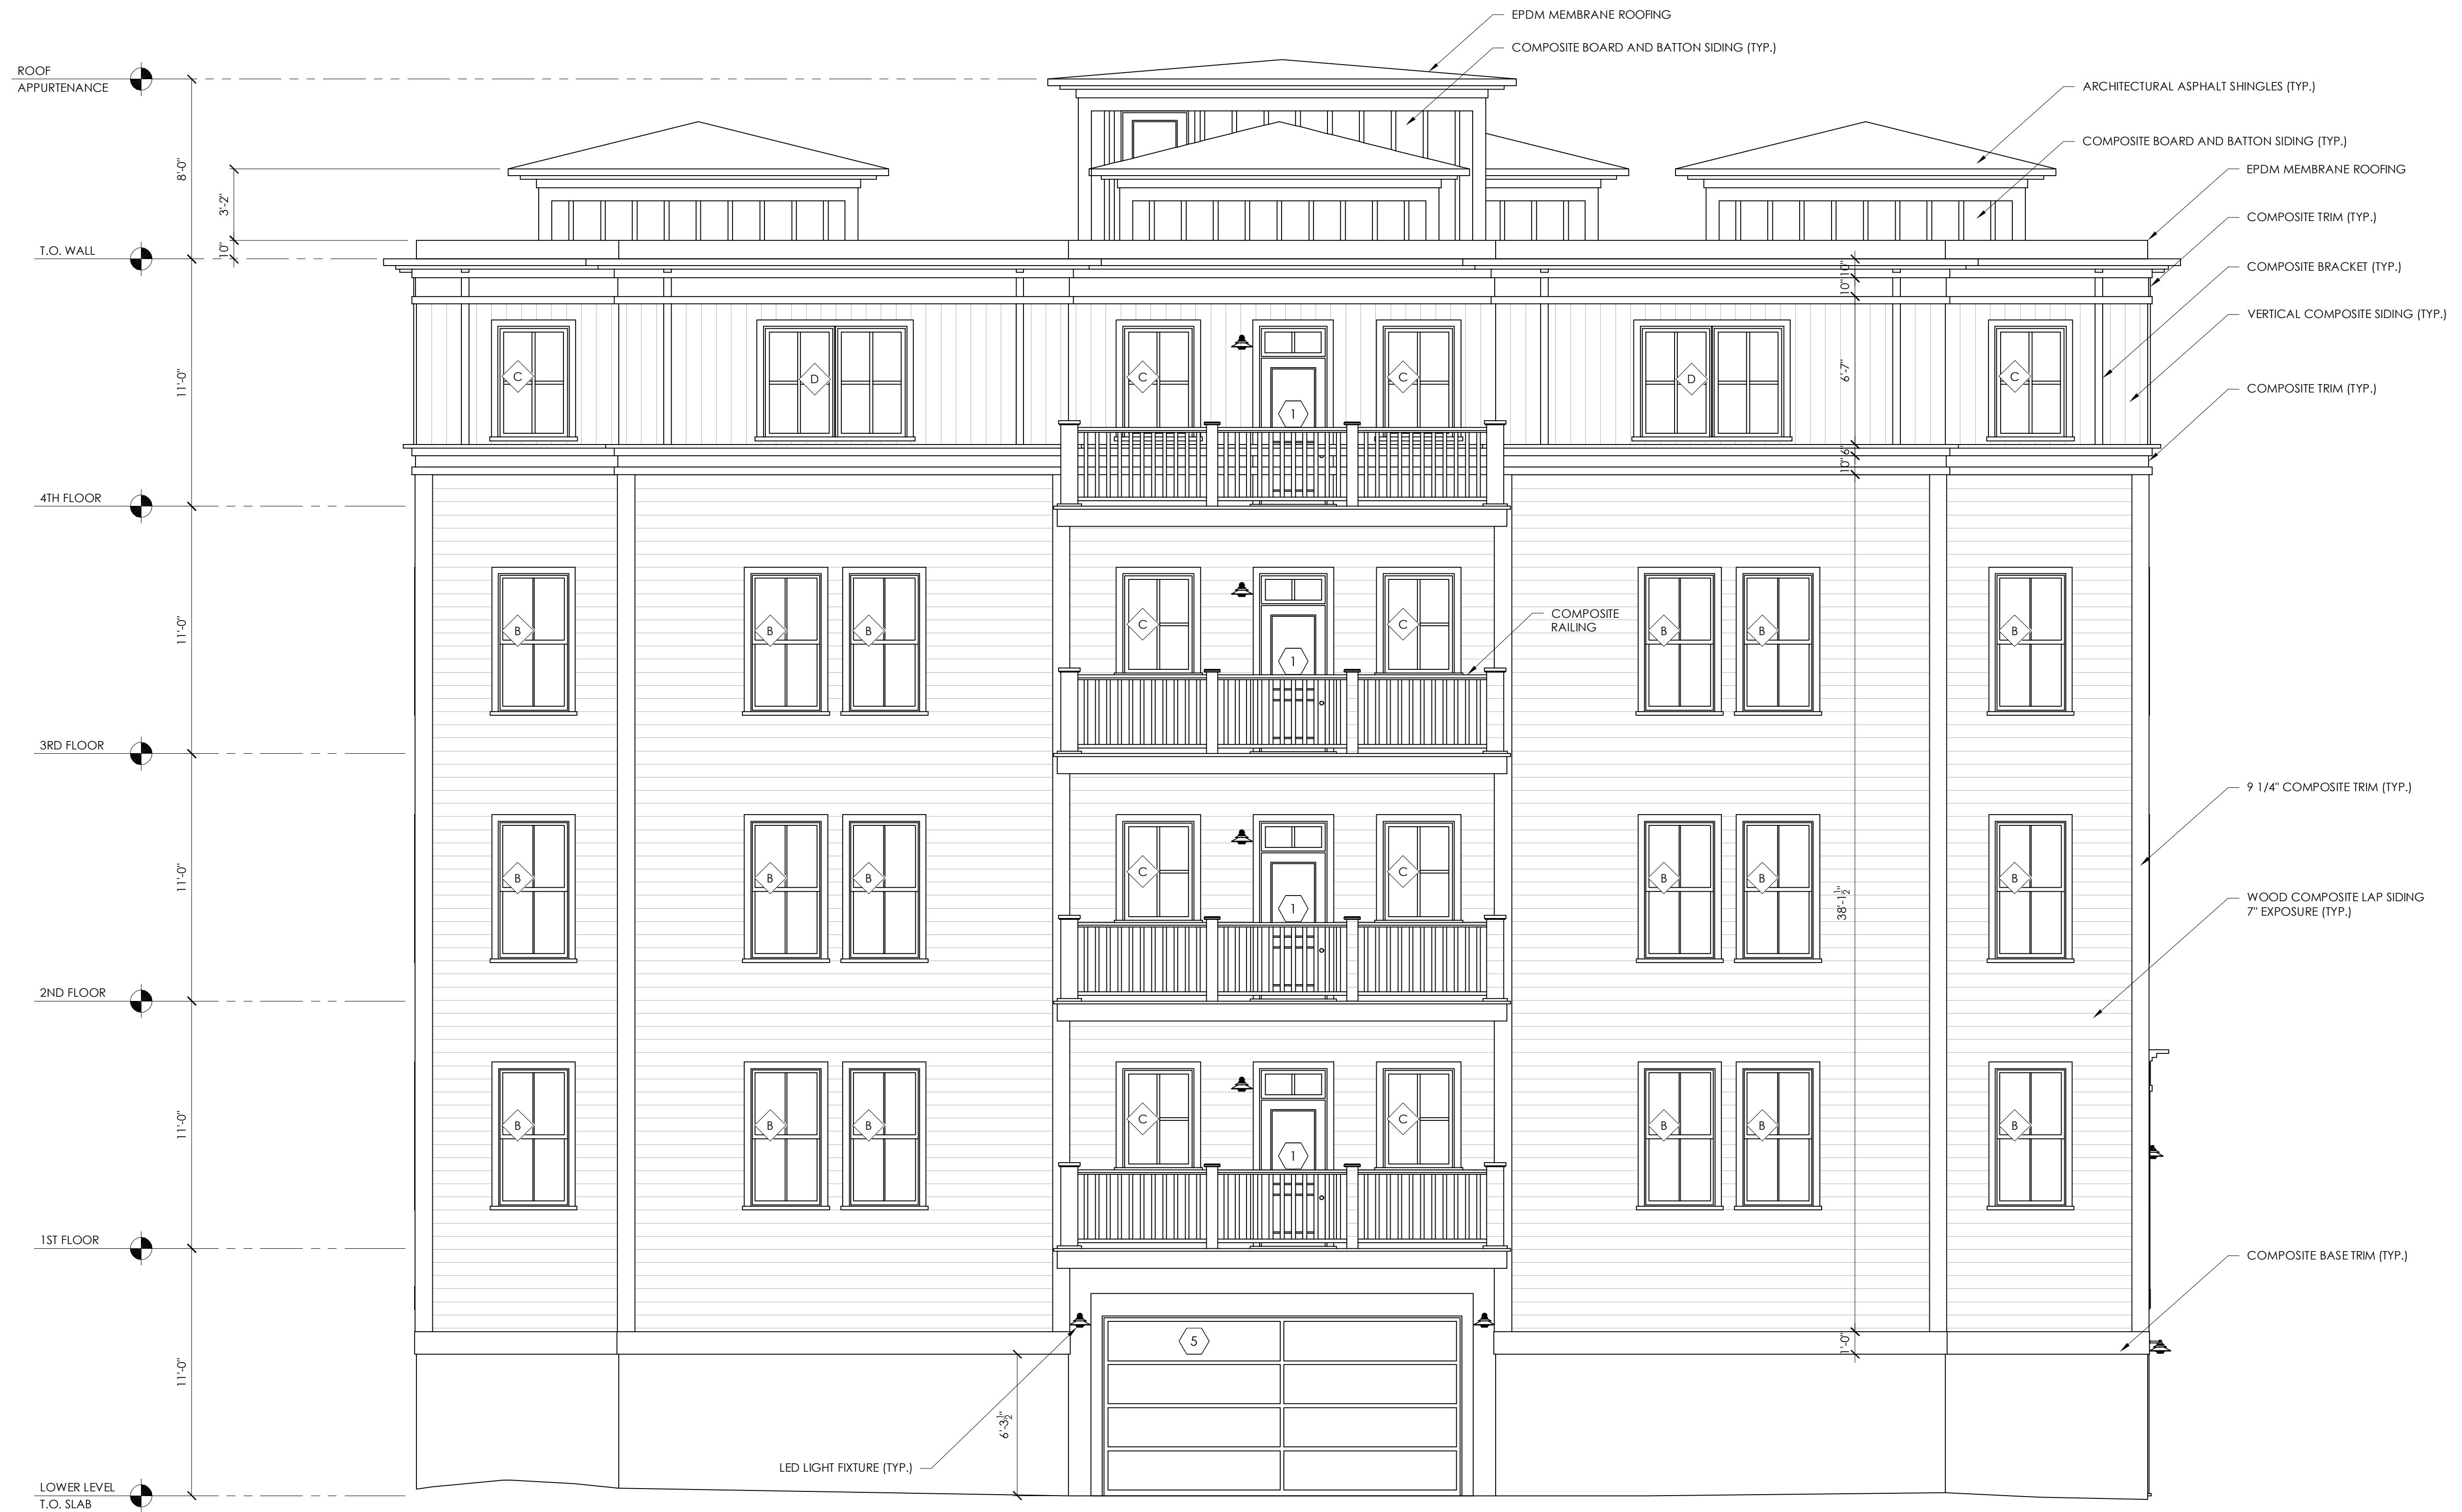 EPDM MEMBRANE ROOFING
COMPOSITE BOARD AND BATTON SIDING (TYP.)
ROOF
APPURTENANCE
ARCHITECTURAL ASPHALT SHINGLES (TYP.)
COMPOSITE BOARD AND BATTON SIDING (TYP.)
EPDM MEMBRANE ROOFING
8'-0"
3'-2"
10"
COMPOSITE TRIM (TYP.)
T.O. WALL
COMPOSITE BRACKET (TYP.)
10"
10"
VERTICAL COMPOSITE SIDING (TYP.)
11'-0"
C
D
C
C
D
C
6'-7"
COMPOSITE TRIM (TYP.)
1
6"
10"
4TH FLOOR
11'-0"
B
B
B
C
C
B
B
B
COMPOSITE
RAILING
1
3RD FLOOR
9 1/4" COMPOSITE TRIM (TYP.)
11'-0"
B
B
B
C
C
B
B
B
38'-1½"
1
WOOD COMPOSITE LAP SIDING
7" EXPOSURE (TYP.)
2ND FLOOR
11'-0"
B
B
B
C
C
B
B
B
1
1ST FLOOR
COMPOSITE BASE TRIM (TYP.)
11'-0"
5
1'-0"
6'-3½"
LED LIGHT FIXTURE (TYP.)
LOWER LEVEL
T.O. SLAB